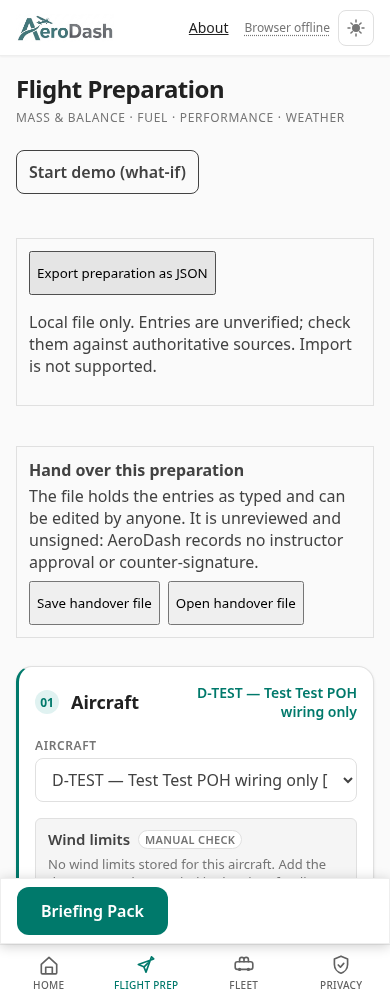 AeroDash
About
Browser offline
Flight Preparation
MASS & BALANCE · FUEL · PERFORMANCE · WEATHER
Start demo (what-if)
Export preparation as JSON
Local file only. Entries are unverified; check
them against authoritative sources. Import
is not supported.
Hand over this preparation
The file holds the entries as typed and can
be edited by anyone. It is unreviewed and
unsigned: AeroDash records no instructor
approval or counter-signature.
Save handover file
Open handover file
01
Aircraft
D-TEST — Test Test POH
wiring only
AIRCRAFT
D-TEST — Test Test POH wiring only [
Wind limits
MANUAL CHECK
No wind limits stored for this aircraft. Add the
Briefing Pack
HOME
FLIGHT PREP
FLEET
PRIVACY